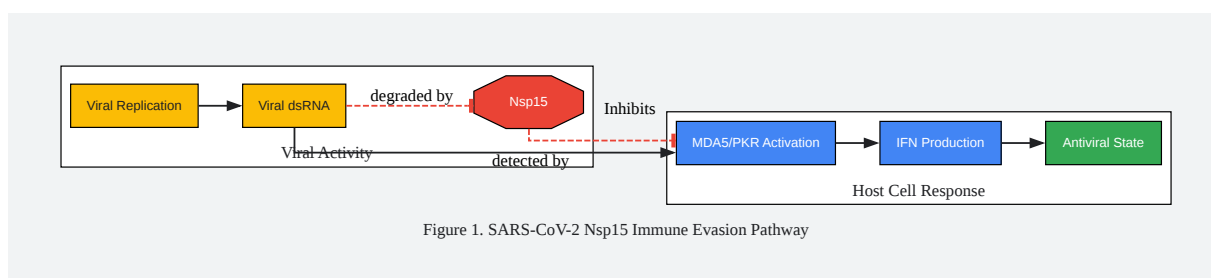 Viral Replication
Viral dsRNA
degraded by
Nsp15
Inhibits
Viral Activity
detected by
MDA5/PKR Activation
IFN Production
Antiviral State
Host Cell Response
Figure 1. SARS-CoV-2 Nsp15 Immune Evasion Pathway